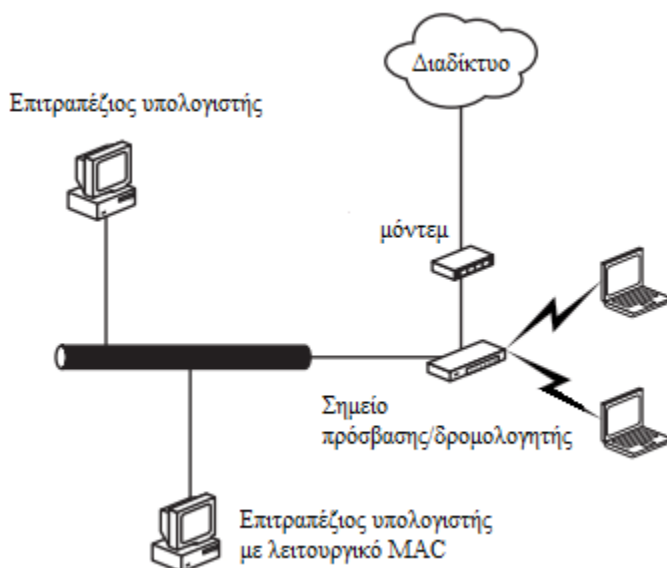 Διαδίκτυο
Επιτραπέζιος υπολογιστής
μόντεμ
Σημείο
πρόσβασης/δρομολογητής
Επιτραπέζιος υπολογιστής
με λειτουργικό MAC